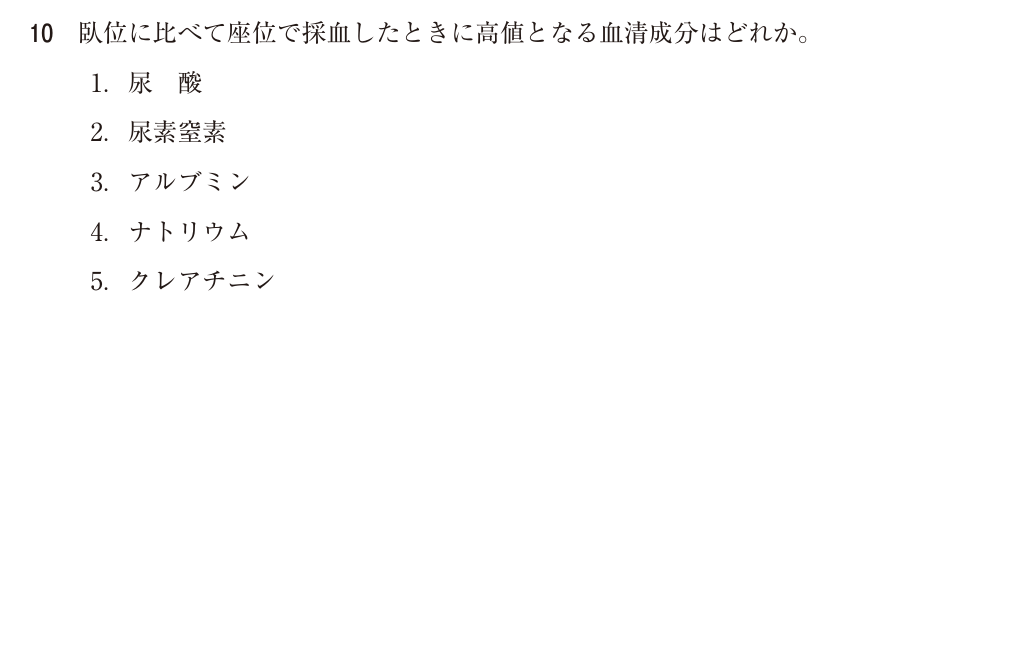 10 臥位に比べて座位で採血したときに高値となる血清成分はどれか。
1. 尿　酸
2. 尿素窒素
3. アルブミン
4. ナトリウム
5. クレアチニン